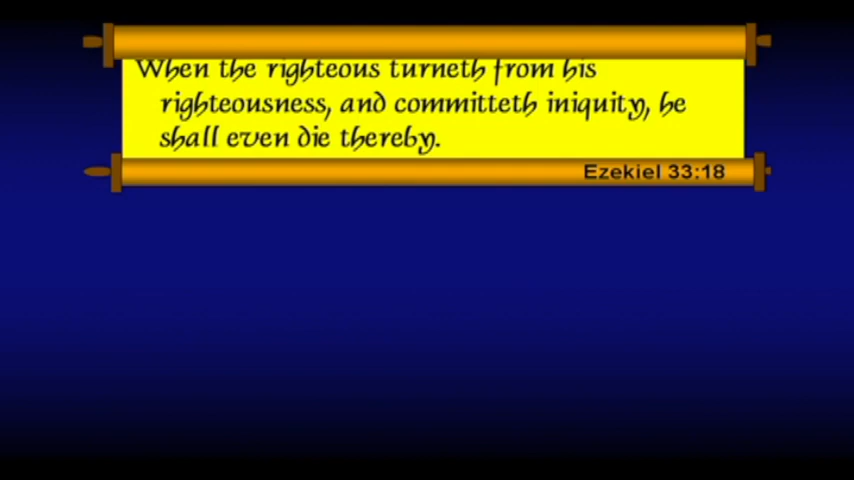 When the righteous turneth from his
righteousness, and committeth iniquity, he
shall even die thereby.
Ezekiel 33:18